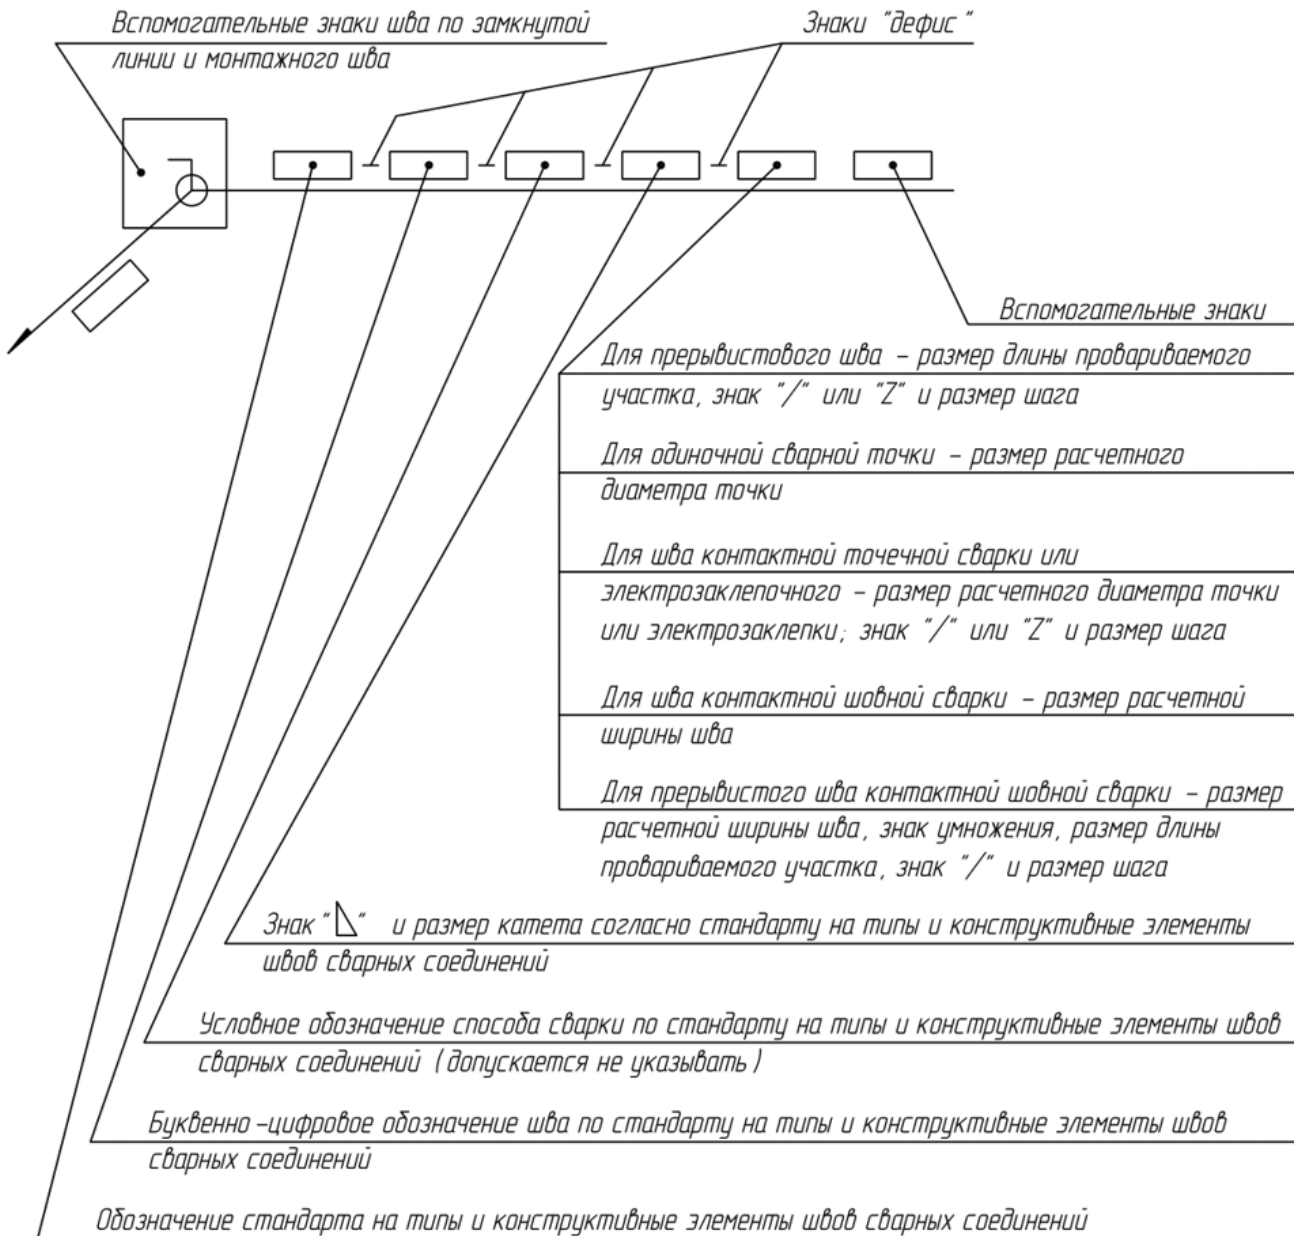 Вспомогательные знаки шва по замкнутой
линии и монтажного шва
Знаки "дефис"
Вспомогательные знаки
Для прерывистового шва – размер длины провариваемого
участка, знак "/" или "Z" и размер шага
Для одиночной сварной точки – размер расчетного
диаметра точки
Для шва контактной точечной сварки или
электрозаклепочного – размер расчетного диаметра точки
или электрозаклепки; знак "/" или "Z" и размер шага
Для шва контактной шовной сварки – размер расчетной
ширины шва
Для прерывистого шва контактной шовной сварки – размер
расчетной ширины шва, знак умножения, размер длины
провариваемого участка, знак "/" и размер шага
Знак "◺" и размер катета согласно стандарту на типы и конструктивные элементы
швов сварных соединений
Условное обозначение способа сварки по стандарту на типы и конструктивные элементы швов
сварных соединений (допускается не указывать)
Буквенно-цифровое обозначение шва по стандарту на типы и конструктивные элементы швов
сварных соединений
Обозначение стандарта на типы и конструктивные элементы швов сварных соединений